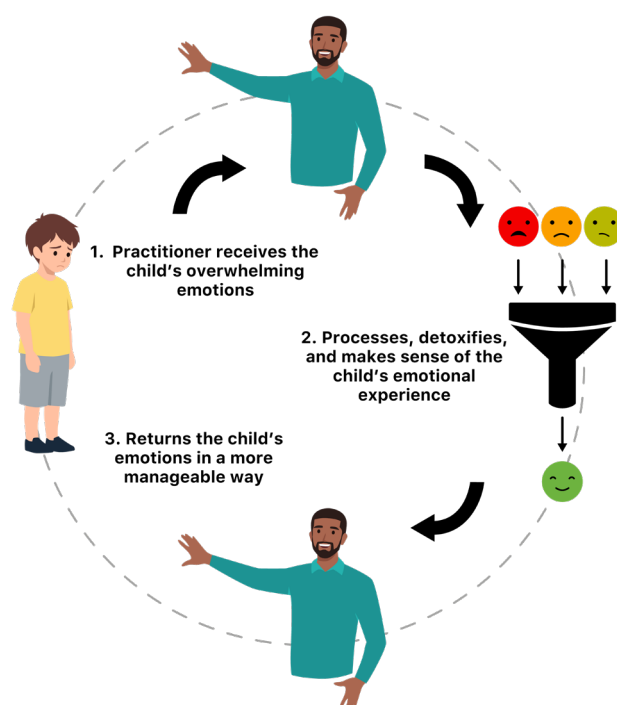 1. Practitioner receives the
child's overwhelming
emotions
2. Processes, detoxifies,
and makes sense of the
child's emotional
experience
3. Returns the child's
emotions in a more
manageable way